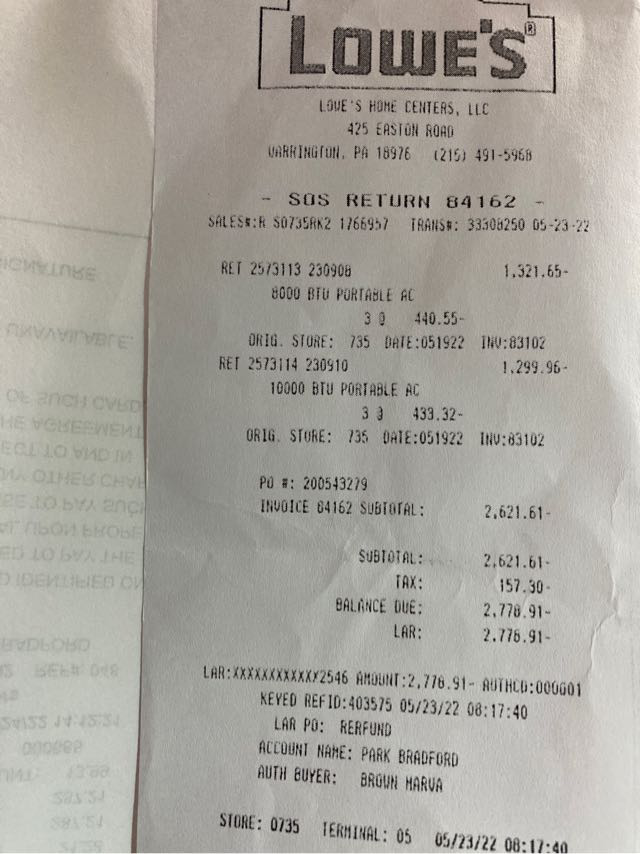 LOWE'S®
LOWE'S HOME CENTERS, LLC
425 EASTON ROAD
WARRINGTON, PA 18976 (215) 491-5968
- SOS RETURN 84162 -
SALES#:R S0735RK2 1766957 TRANS#: 33308250 05-23-22
RET 2573113 230908 1,321.65-
8000 BTU PORTABLE AC
3 @ 440.55-
ORIG. STORE: 735 DATE:051922 INV:83102
RET 2573114 230910 1,299.96-
10000 BTU PORTABLE AC
3 @ 433.32-
ORIG. STORE: 735 DATE:051922 INV:83102
PO #: 200543279
INVOICE 84162 SUBTOTAL: 2,621.61-
SUBTOTAL: 2,621.61-
TAX: 157.30-
BALANCE DUE: 2,778.91-
LAR: 2,778.91-
LAR:XXXXXXXXXXXX2546 AMOUNT:2,778.91- AUTHCD:000601
KEYED REFID:403575 05/23/22 08:17:40
LAR PO: RERFUND
ACCOUNT NAME: PARK BRADFORD
AUTH BUYER: BROWN MARVA
STORE: 0735 TERMINAL: 05 05/23/22 08:17:40